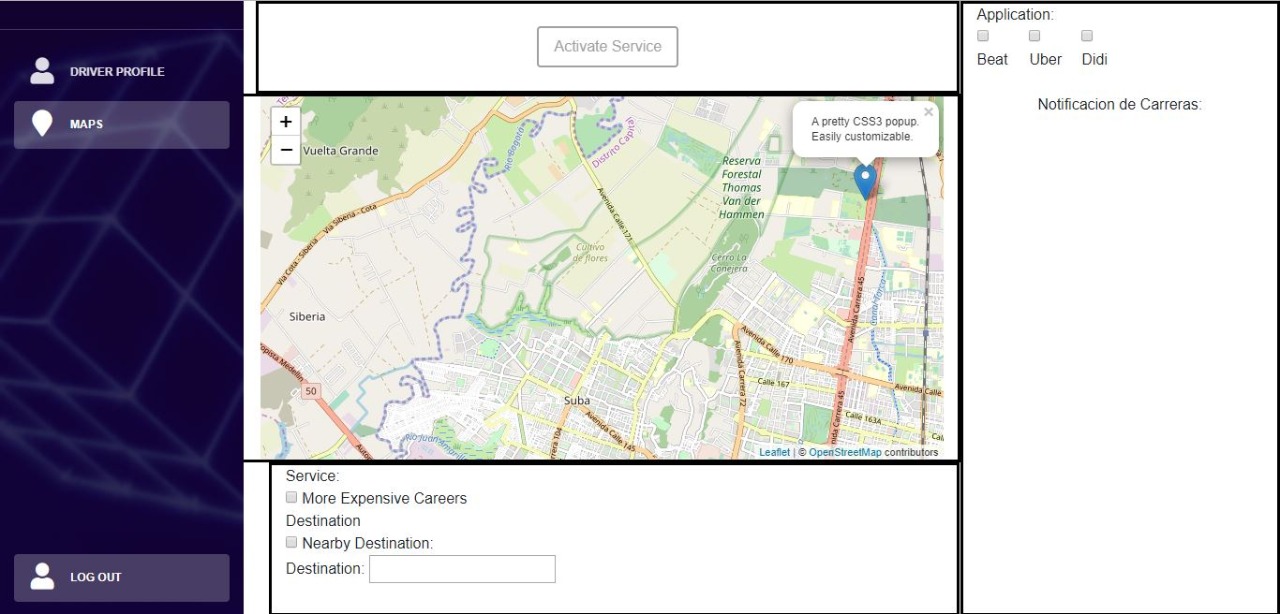 DRIVER PROFILE
MAPS
LOG OUT
Activate Service
+
−
A pretty CSS3 popup.
Easily customizable.
×
Vuelta Grande
Río Bogotá
Distrito Capital
Reserva
Forestal
Thomas
Van der
Hammen
Vía Siberia - Cota
Vía Cota - Siberia
Avenida Calle 171
Cultivo
de flores
Cerro La
Conejera
Siberia
Avenida Carrera 45
Canal Torca
Avenida Calle 170
Avenida Carrera 72
Calle 167
Avenida Calle
50
Suba
Calle 163A
Avenida Calle 145
Leaflet | © OpenStreetMap contributors
Service:
More Expensive Careers
Destination
Nearby Destination:
Destination:
Application:
Beat Uber Didi
Notificacion de Carreras: